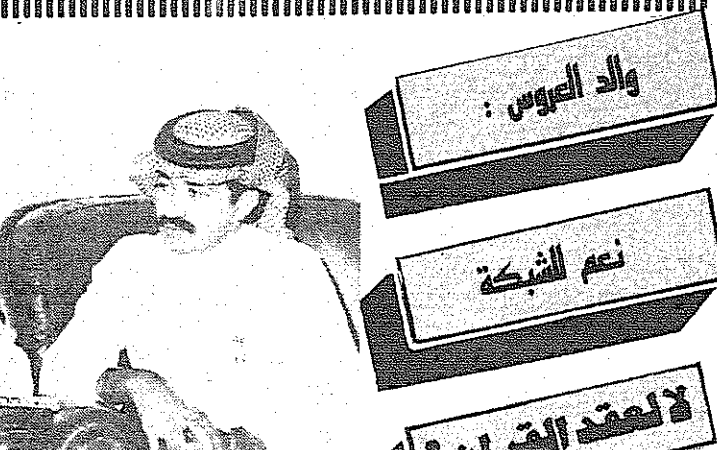 والد العروس :
نعم للشبكة
لا لعقد القران